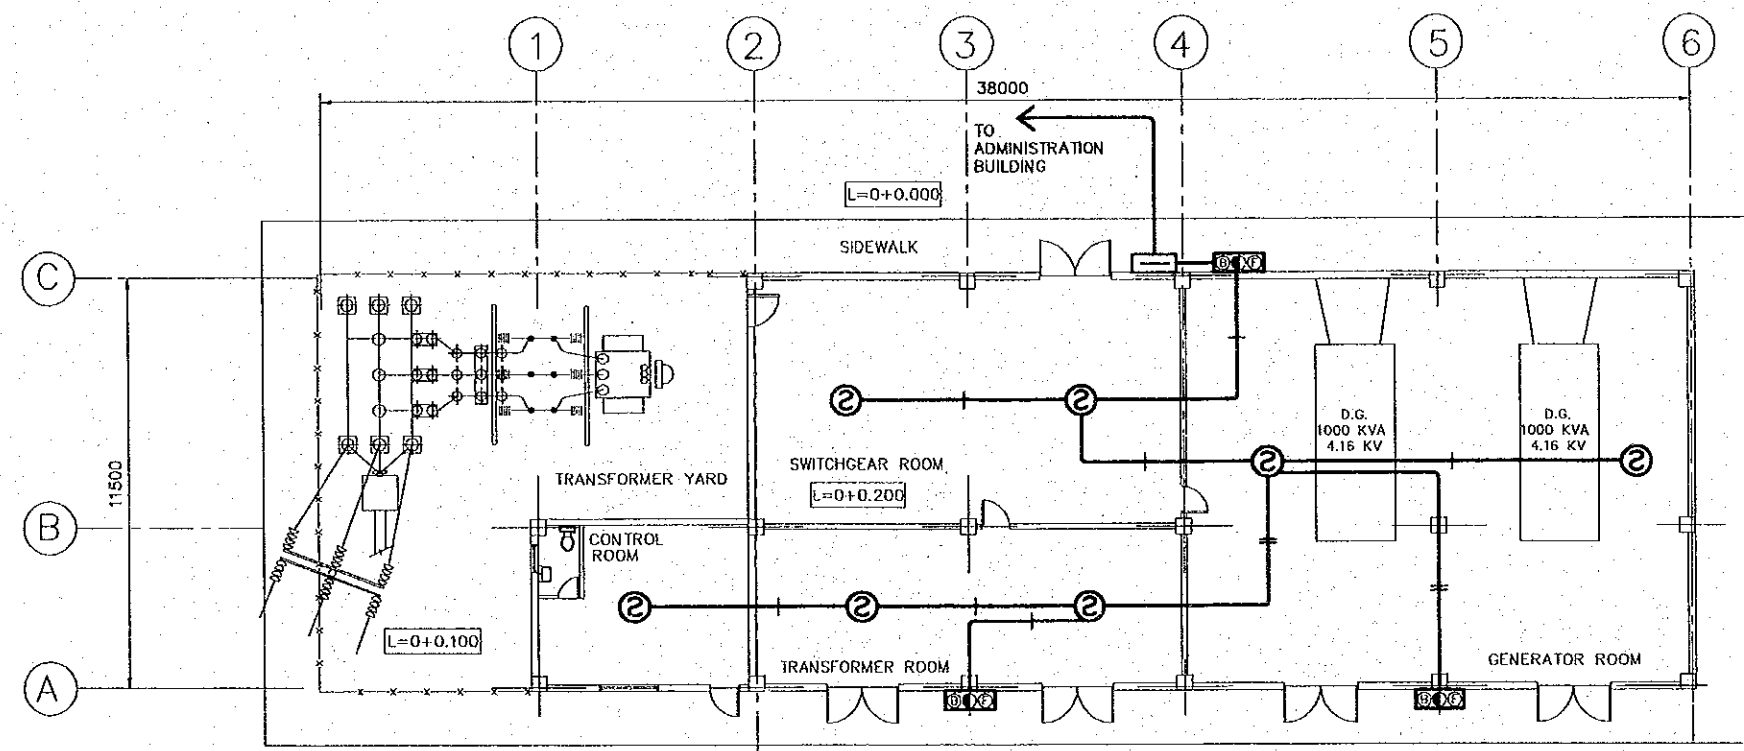 1 2 3 4 5 6
38000
TO
ADMINISTRATION
BUILDING
L=0+0.000
SIDEWALK
C
B F
D.G.
1000 KVA
4.16 KV
D.G.
1000 KVA
4.16 KV
11500
TRANSFORMER YARD
SWITCHGEAR ROOM
L=0+0.200
B
CONTROL
ROOM
L=0+0.100
TRANSFORMER ROOM
GENERATOR ROOM
A
B F
B F
S
S
S
S
S
S
S